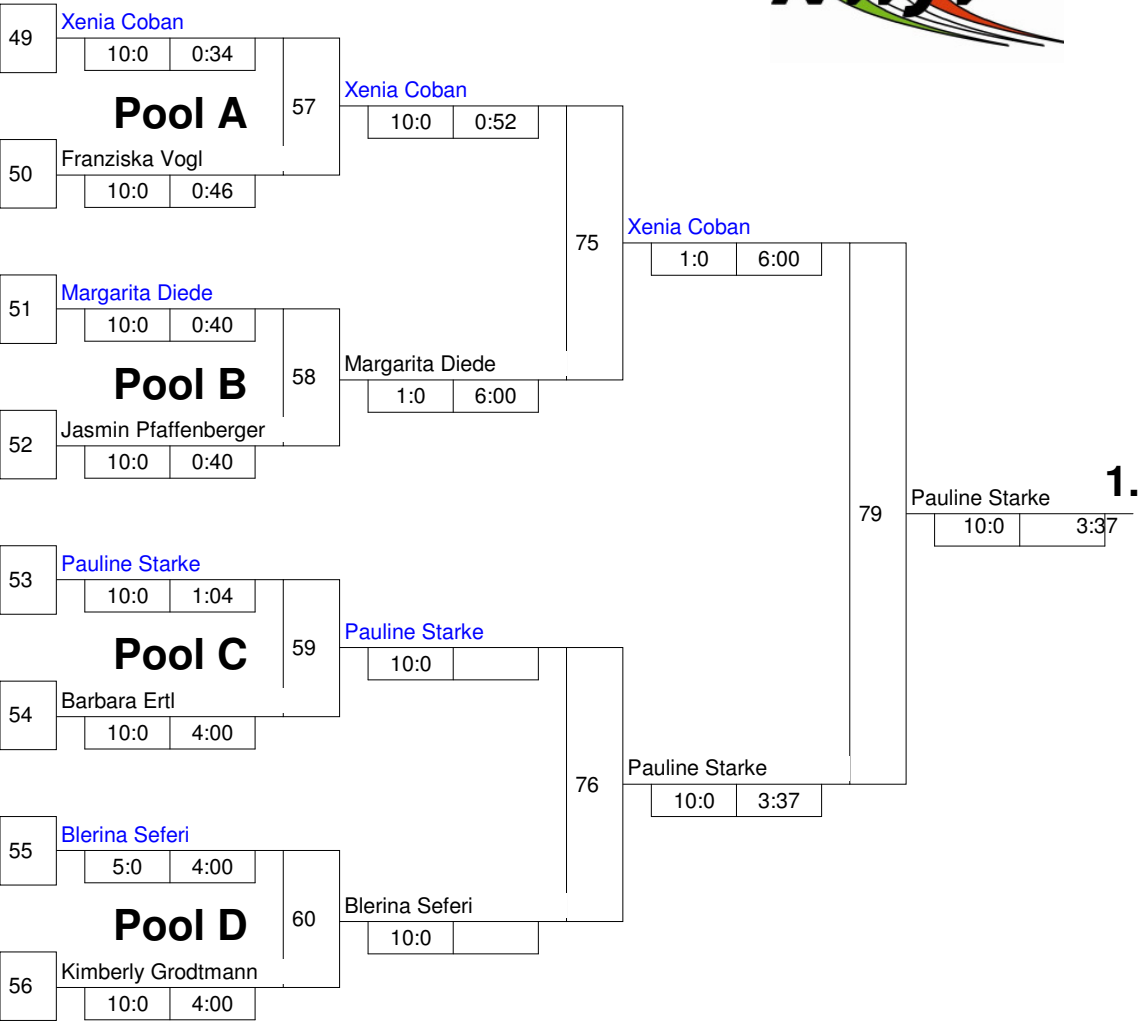 49
Xenia Coban
10:0 0:34
Pool A
57
50
Franziska Vogl
10:0 0:46
Xenia Coban
10:0 0:52
51
Margarita Diede
10:0 0:40
Pool B
58
52
Jasmin Pfaffenberger
10:0 0:40
Margarita Diede
1:0 6:00
75
Xenia Coban
1:0 6:00
53
Pauline Starke
10:0 1:04
Pool C
59
54
Barbara Ertl
10:0 4:00
Pauline Starke
10:0
55
Blerina Seferi
5:0 4:00
Pool D
60
56
Kimberly Grodtmann
10:0 4:00
Blerina Seferi
10:0
76
Pauline Starke
10:0 3:37
79
Pauline Starke 1.
10:0 3:37